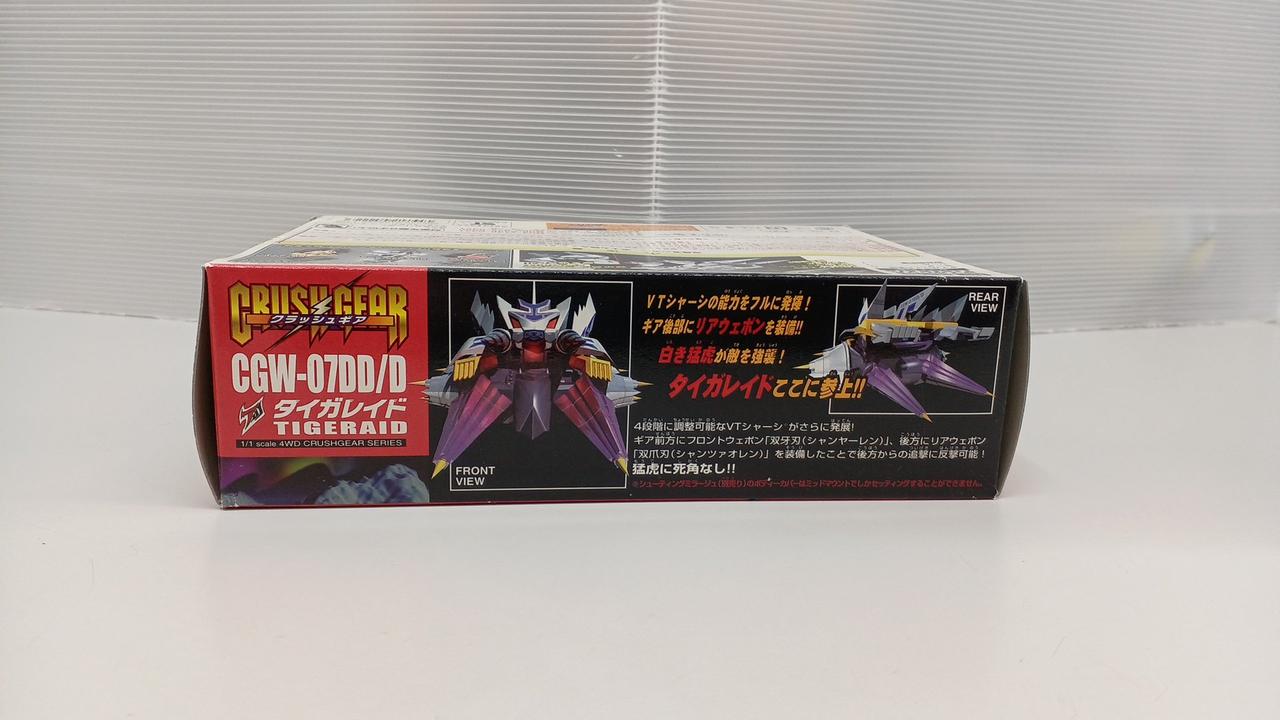 CRUSH GEAR
クラッシュギア
CGW-07DD/D
タイガレイド
TIGERAID
1/1 scale 4WD CRUSHGEAR SERIES
FRONT
VIEW
VTシャーシの能力をフルに発揮!
ギア後部にリアウェポンを装備!!
白き猛虎が敵を強襲!
タイガレイドここに参上!!
4段階に調整可能なVTシャーシがさらに発展!
ギア前方にフロントウェポン「双牙刃(シャンヤーレン)」、後方にリアウェポン
「双爪刃(シャンツァオレン)」を装備したことで後方からの追撃に反撃可能!
猛虎に死角なし!!
※シューティングミラージュ(別売り)のボディーカバーはミッドマウントでしかセッティングすることができません。
REAR
VIEW